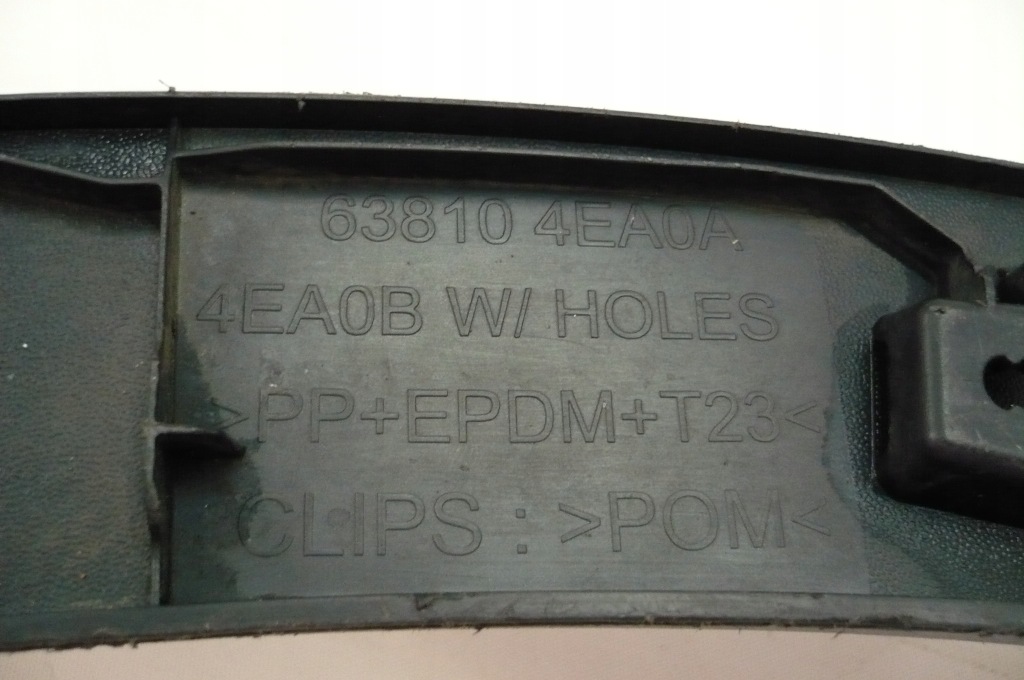 63810 4EA0A
4EA0B W/ HOLES
>PP+EPDM+T23<
CLIPS : >POM<